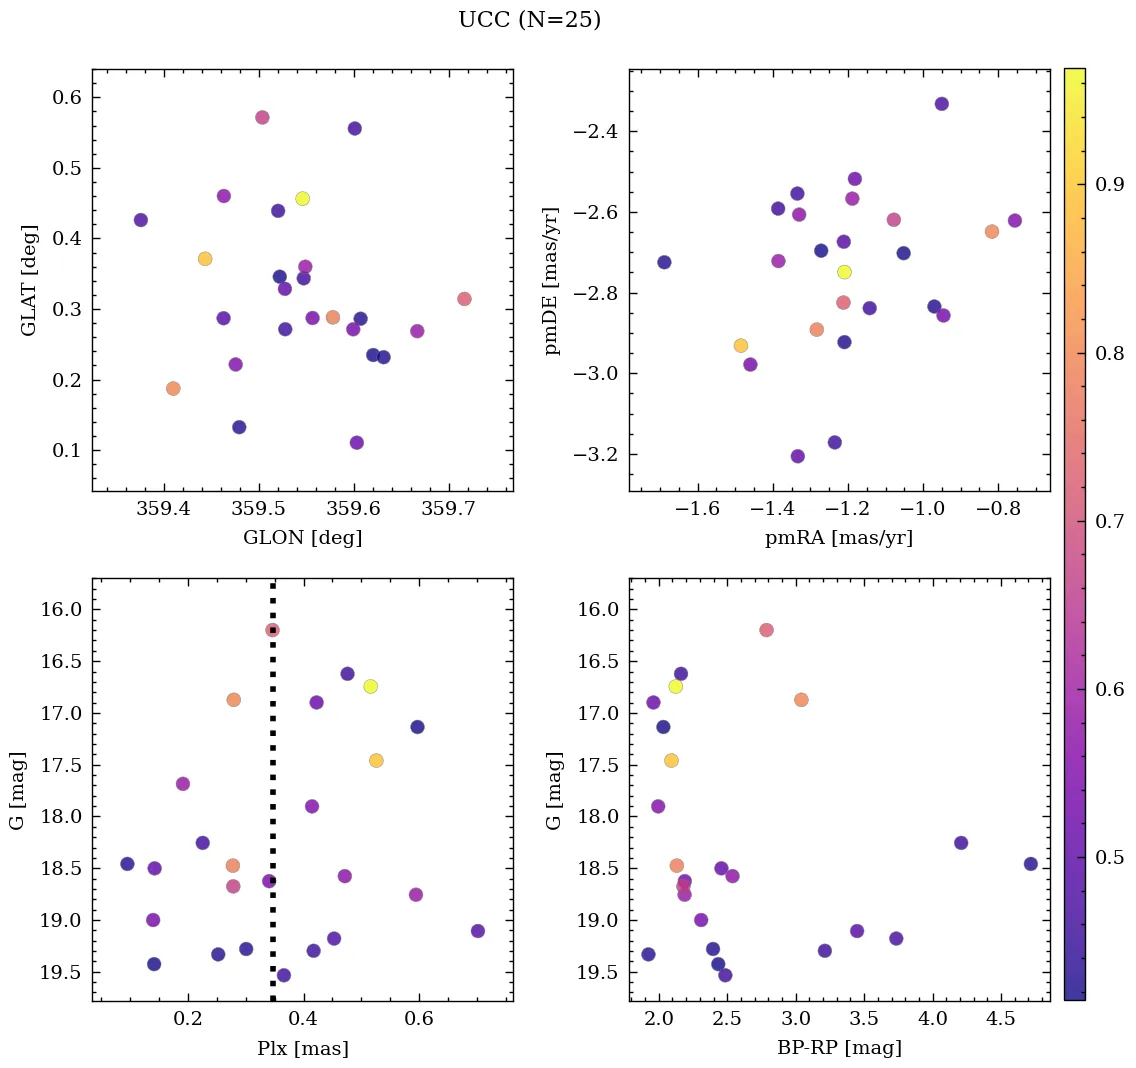 UCC (N=25)
0.6
0.5
0.4
0.3
0.2
0.1
GLAT [deg]
359.4 359.5 359.6 359.7
GLON [deg]
−2.4
−2.6
−2.8
−3.0
−3.2
pmDE [mas/yr]
−1.6 −1.4 −1.2 −1.0 −0.8
pmRA [mas/yr]
16.0
16.5
17.0
17.5
18.0
18.5
19.0
19.5
G [mag]
0.2 0.4 0.6
Plx [mas]
16.0
16.5
17.0
17.5
18.0
18.5
19.0
19.5
G [mag]
2.0 2.5 3.0 3.5 4.0 4.5
BP-RP [mag]
0.9
0.8
0.7
0.6
0.5